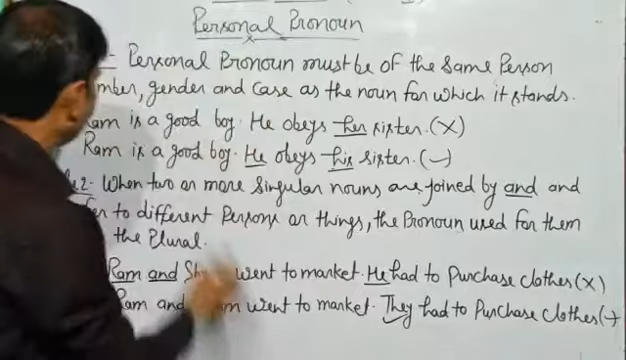 Personal Pronoun
:- Personal Pronoun must be of the Same Person
mber, gender and Case as the noun for which it stands.
Ram is a good boy. He obeys her sister. (X)
Ram is a good boy. He obeys his sister. (✓)
2- When two or more Singular nouns are joined by and and
to different Persons or things, the Pronoun used for them
the Plural.
Ram and Sh went to market. He had to Purchase clothes (X)
Ram and m went to market. They had to Purchase clothes (✓